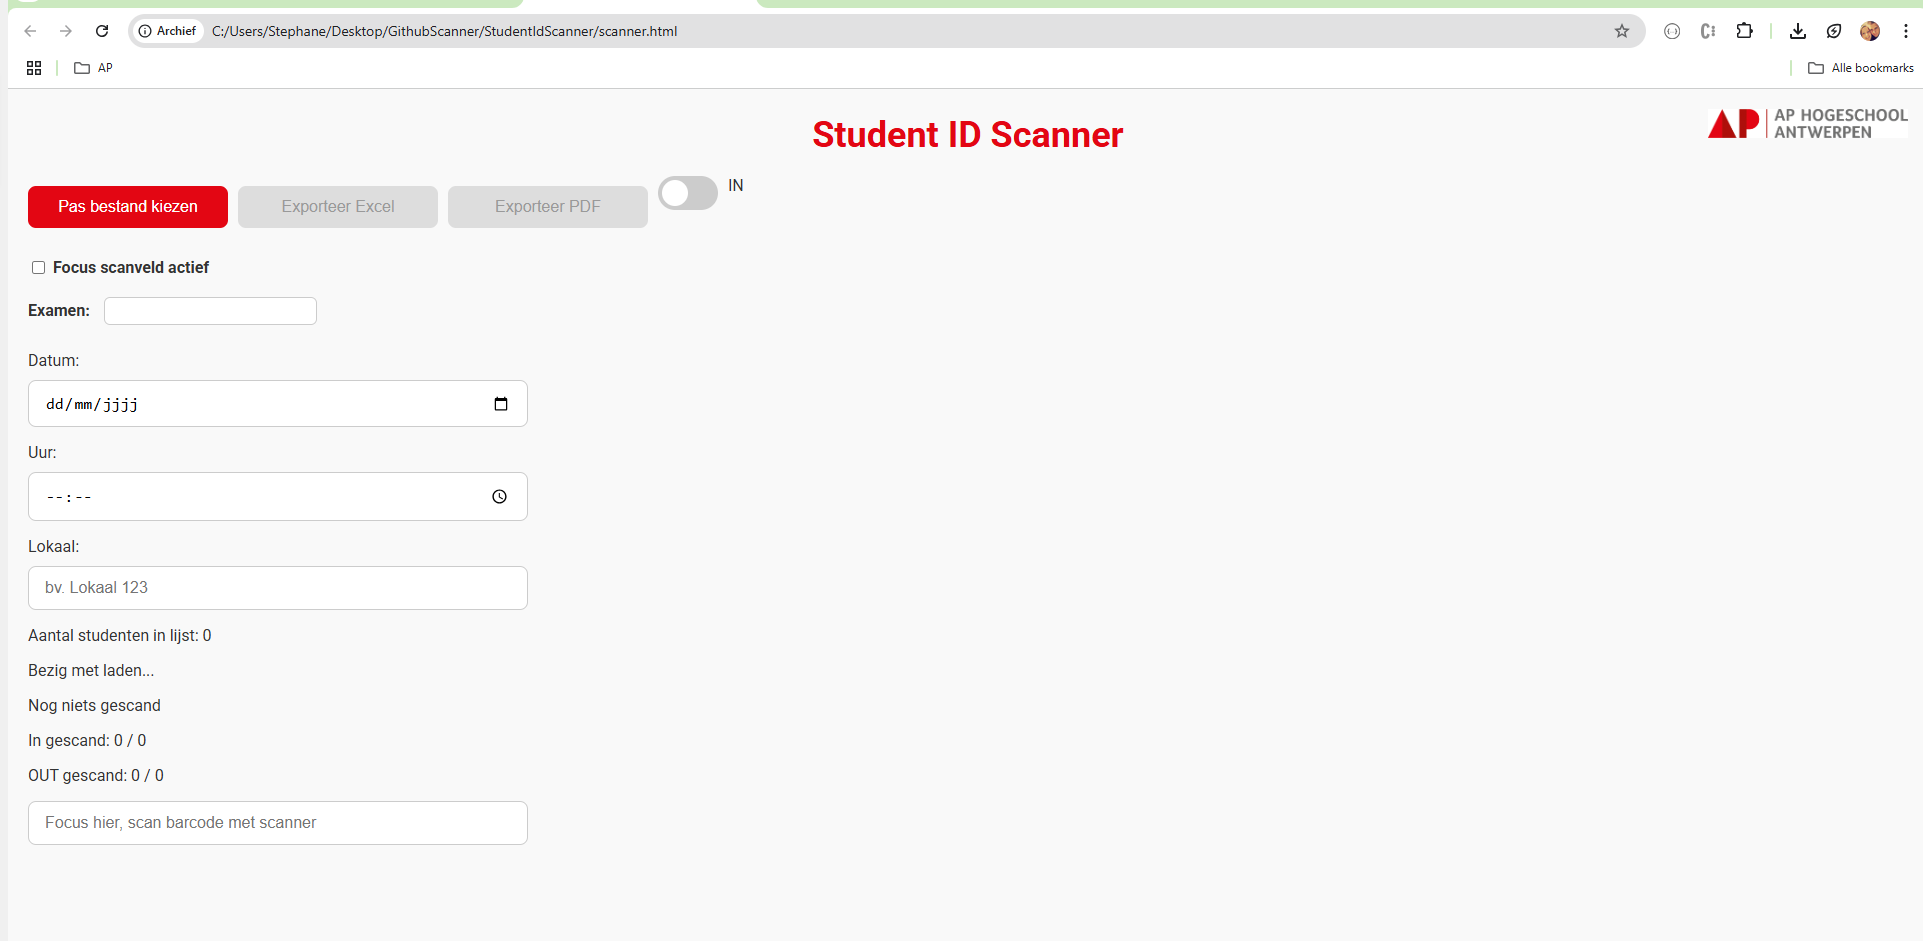 Archief C:/Users/Stephane/Desktop/GithubScanner/StudentIdScanner/scanner.html
AP
Alle bookmarks
Student ID Scanner
AP AP HOGESCHOOL
ANTWERPEN
Pas bestand kiezen
Exporteer Excel
Exporteer PDF
IN
Focus scanveld actief
Examen:
Datum:
dd/mm/jjjj
Uur:
--:--
Lokaal:
bv. Lokaal 123
Aantal studenten in lijst: 0
Bezig met laden...
Nog niets gescand
In gescand: 0 / 0
OUT gescand: 0 / 0
Focus hier, scan barcode met scanner